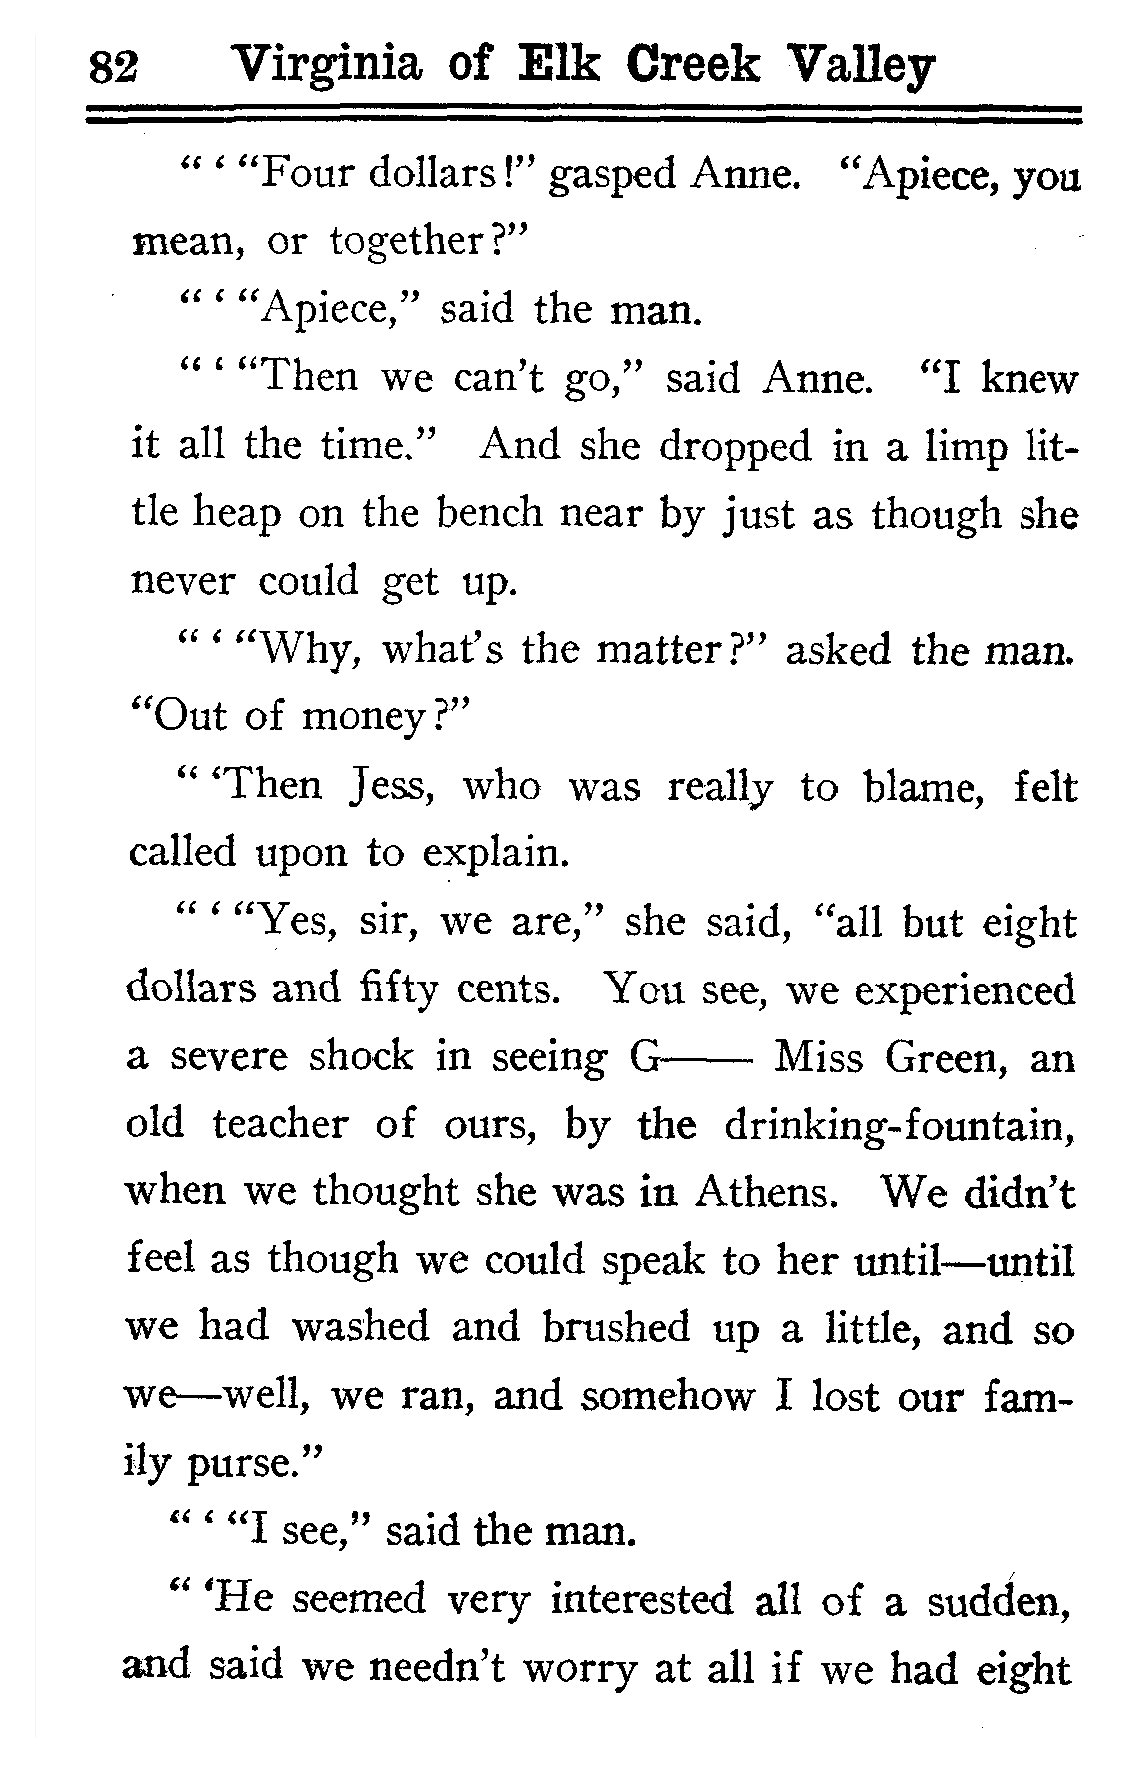 82 Virginia of Elk Creek Valley
“ ‘ “Four dollars!” gasped Anne. “Apiece, you
mean, or together?”
“ ‘ “Apiece,” said the man.
“ ‘ “Then we can’t go,” said Anne. “I knew
it all the time.” And she dropped in a limp lit-
tle heap on the bench near by just as though she
never could get up.
“ ‘ “Why, what’s the matter?” asked the man.
“Out of money?”
“ ‘Then Jess, who was really to blame, felt
called upon to explain.
“ ‘ “Yes, sir, we are,” she said, “all but eight
dollars and fifty cents. You see, we experienced
a severe shock in seeing G—— Miss Green, an
old teacher of ours, by the drinking-fountain,
when we thought she was in Athens. We didn’t
feel as though we could speak to her until—until
we had washed and brushed up a little, and so
we—well, we ran, and somehow I lost our fam-
ily purse.”
“ ‘ “I see,” said the man.
“ ‘He seemed very interested all of a sudden,
and said we needn’t worry at all if we had eight